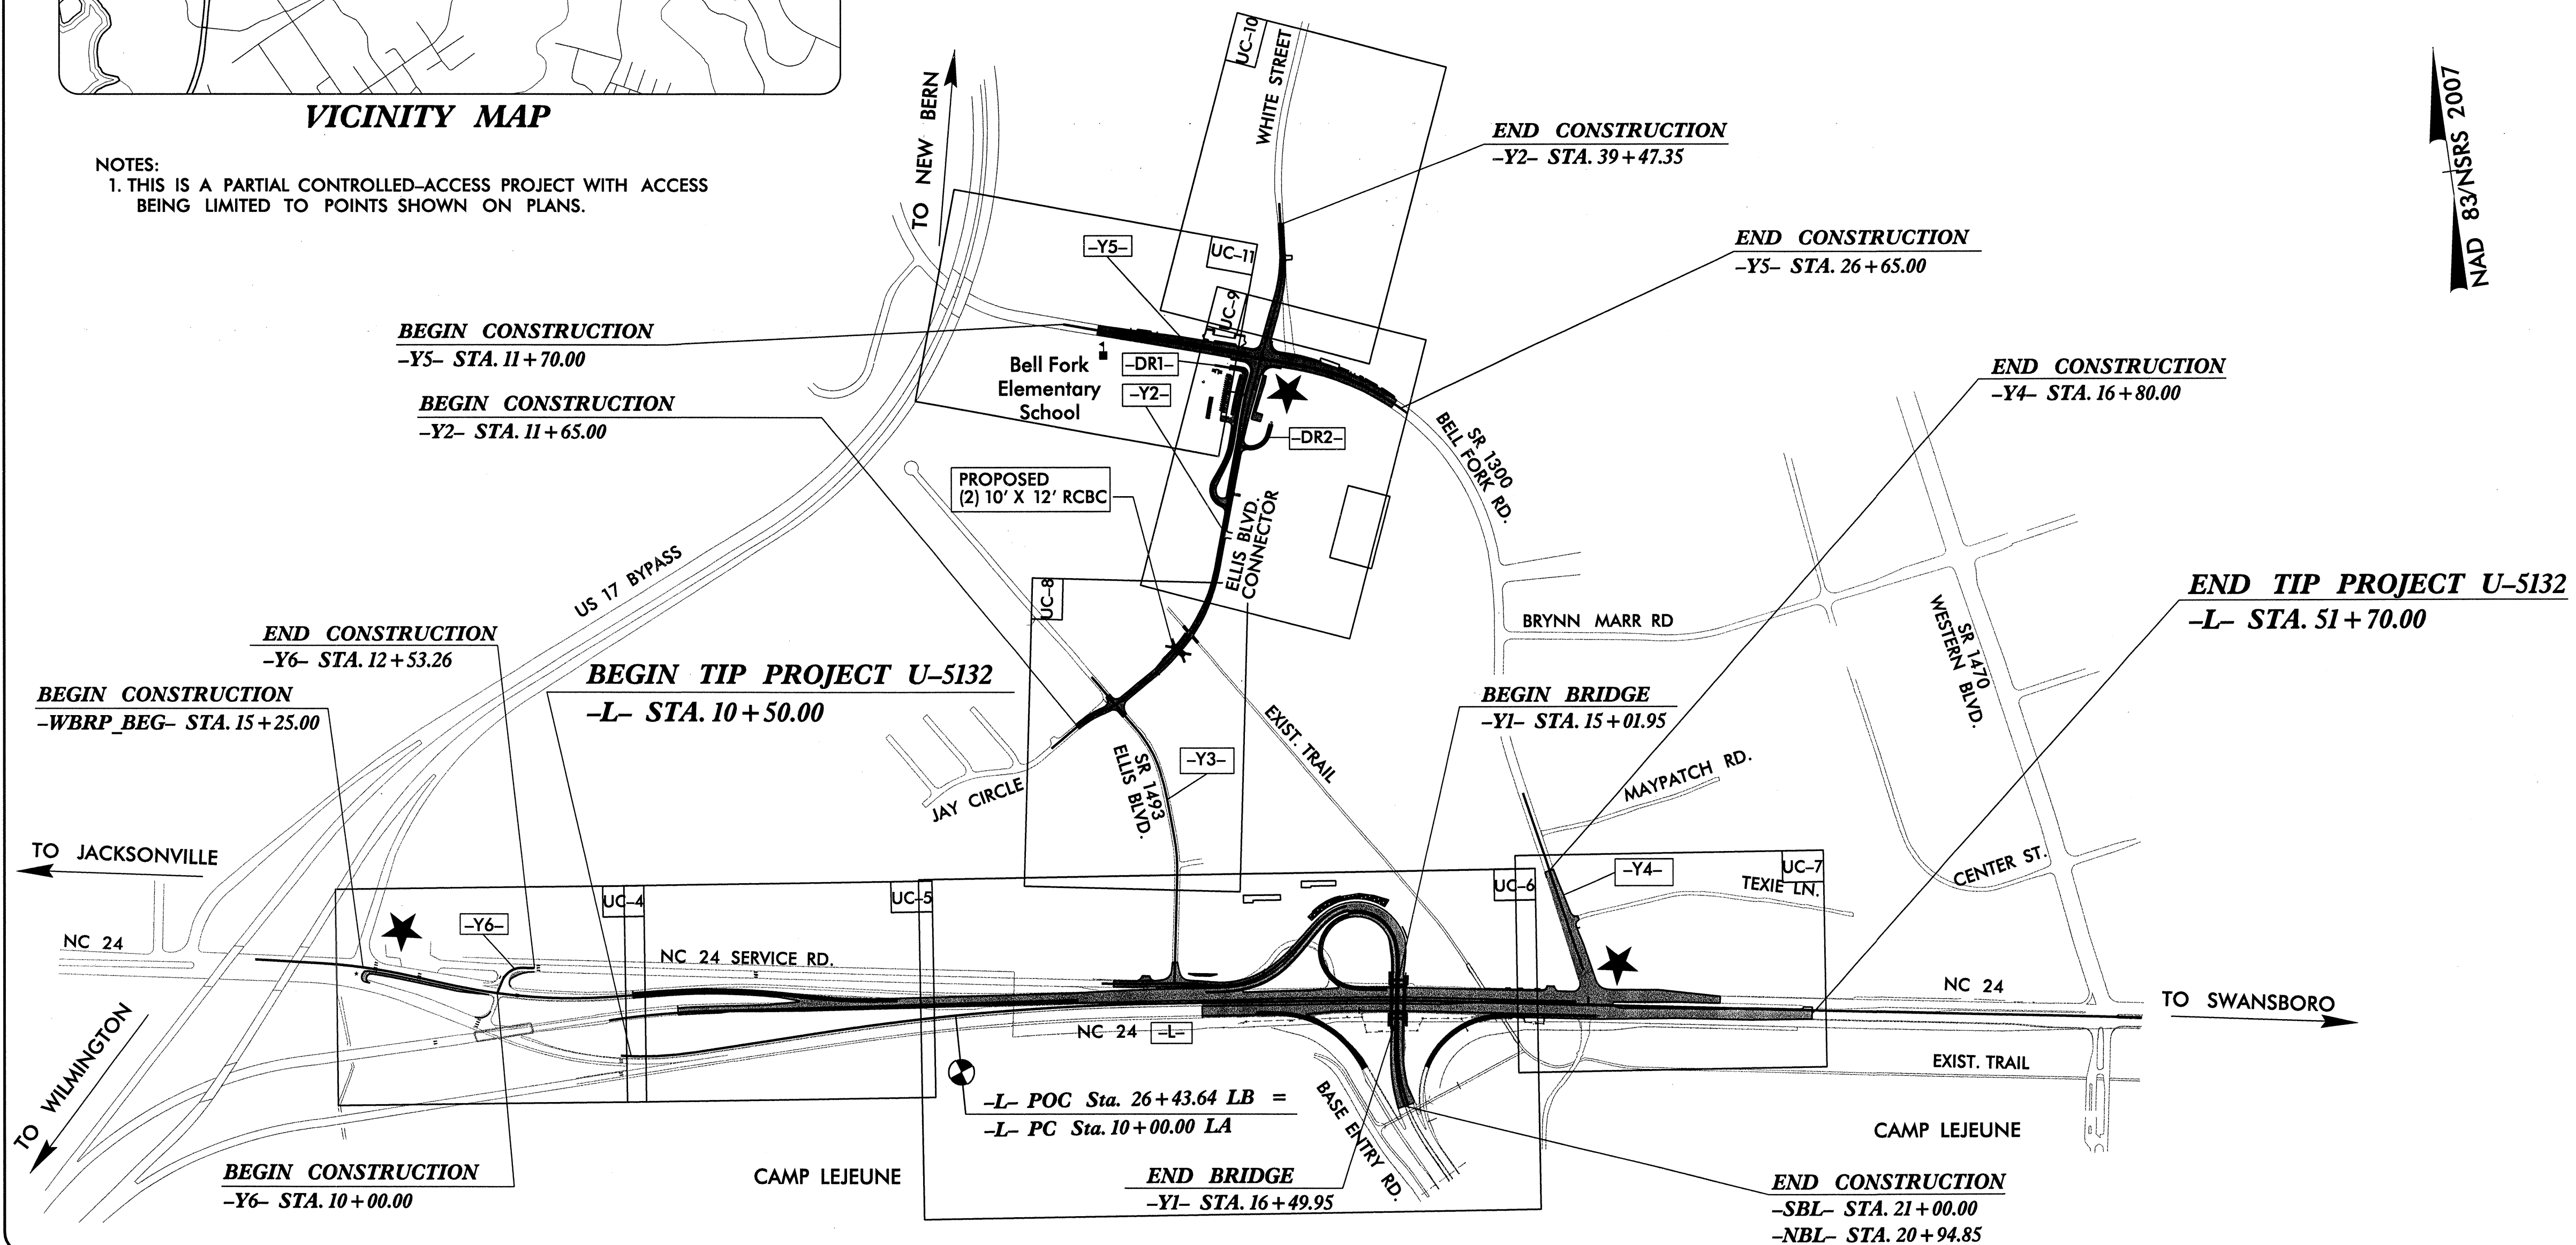 VICINITY MAP
NOTES:
1. THIS IS A PARTIAL CONTROLLED-ACCESS PROJECT WITH ACCESS
BEING LIMITED TO POINTS SHOWN ON PLANS.
TO NEW BERN
UC-10
WHITE STREET
NAD 83/NSRS 2007
END CONSTRUCTION
-Y2- STA. 39+47.35
END CONSTRUCTION
-Y5- STA. 26+65.00
-Y5-
UC-11
UC-9
BEGIN CONSTRUCTION
-Y5- STA. 11+70.00
Bell Fork
Elementary
School
-DR1-
-Y2-
BEGIN CONSTRUCTION
-Y2- STA. 11+65.00
-DR2-
END CONSTRUCTION
-Y4- STA. 16+80.00
SR 1300
BELL FORK RD.
PROPOSED
(2) 10' X 12' RCBC
ELLIS BLVD.
CONNECTOR
US 17 BYPASS
UC-8
BRYNN MARR RD
SR 1470
WESTERN BLVD.
END TIP PROJECT U-5132
-L- STA. 51+70.00
END CONSTRUCTION
-Y6- STA. 12+53.26
BEGIN CONSTRUCTION
-WBRP_BEG- STA. 15+25.00
BEGIN TIP PROJECT U-5132
-L- STA. 10+50.00
BEGIN BRIDGE
-Y1- STA. 15+01.95
EXIST. TRAIL
-Y3-
SR 1493
ELLIS BLVD.
JAY CIRCLE
MAYPATCH RD.
TO JACKSONVILLE
CENTER ST.
UC-4
UC-5
UC-6
UC-7
-Y4-
TEXIE LN.
-Y6-
NC 24
NC 24 SERVICE RD.
NC 24
TO SWANSBORO
NC 24
-L-
EXIST. TRAIL
TO WILMINGTON
-L- POC Sta. 26+43.64 LB =
-L- PC Sta. 10+00.00 LA
BASE ENTRY RD.
CAMP LEJEUNE
BEGIN CONSTRUCTION
-Y6- STA. 10+00.00
CAMP LEJEUNE
END BRIDGE
-Y1- STA. 16+49.95
END CONSTRUCTION
-SBL- STA. 21+00.00
-NBL- STA. 20+94.85